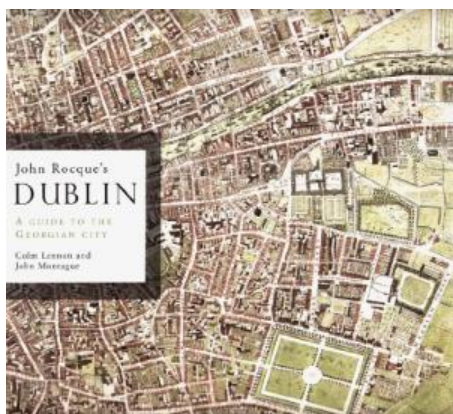 John Rocque's
DUBLIN
A GUIDE TO THE
GEORGIAN CITY
Colm Lennon and
John Montague